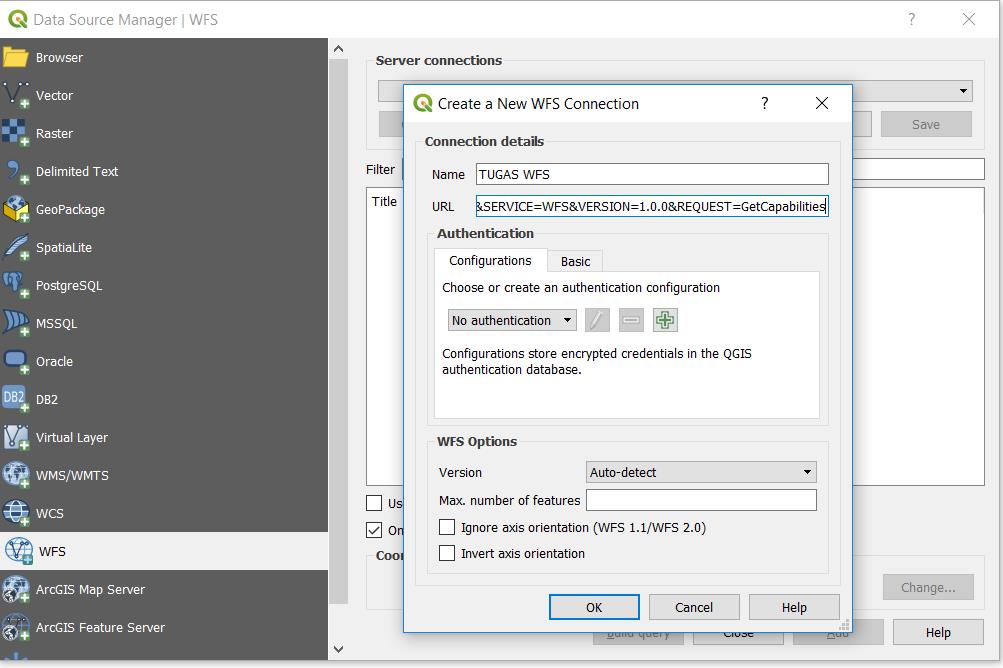 Data Source Manager | WFS
?
Browser
Vector
Raster
Delimited Text
GeoPackage
SpatiaLite
PostgreSQL
MSSQL
Oracle
DB2
DB2
Virtual Layer
WMS/WMTS
WCS
WFS
ArcGIS Map Server
ArcGIS Feature Server
Server connections
Save
Filter
Title
Change...
Build query
Close
Add
Help
Create a New WFS Connection
?
Connection details
Name
TUGAS WFS
URL
&SERVICE=WFS&VERSION=1.0.0&REQUEST=GetCapabilities
Authentication
Configurations
Basic
Choose or create an authentication configuration
No authentication
Configurations store encrypted credentials in the QGIS
authentication database.
WFS Options
Version
Auto-detect
Max. number of features
Ignore axis orientation (WFS 1.1/WFS 2.0)
Invert axis orientation
OK
Cancel
Help